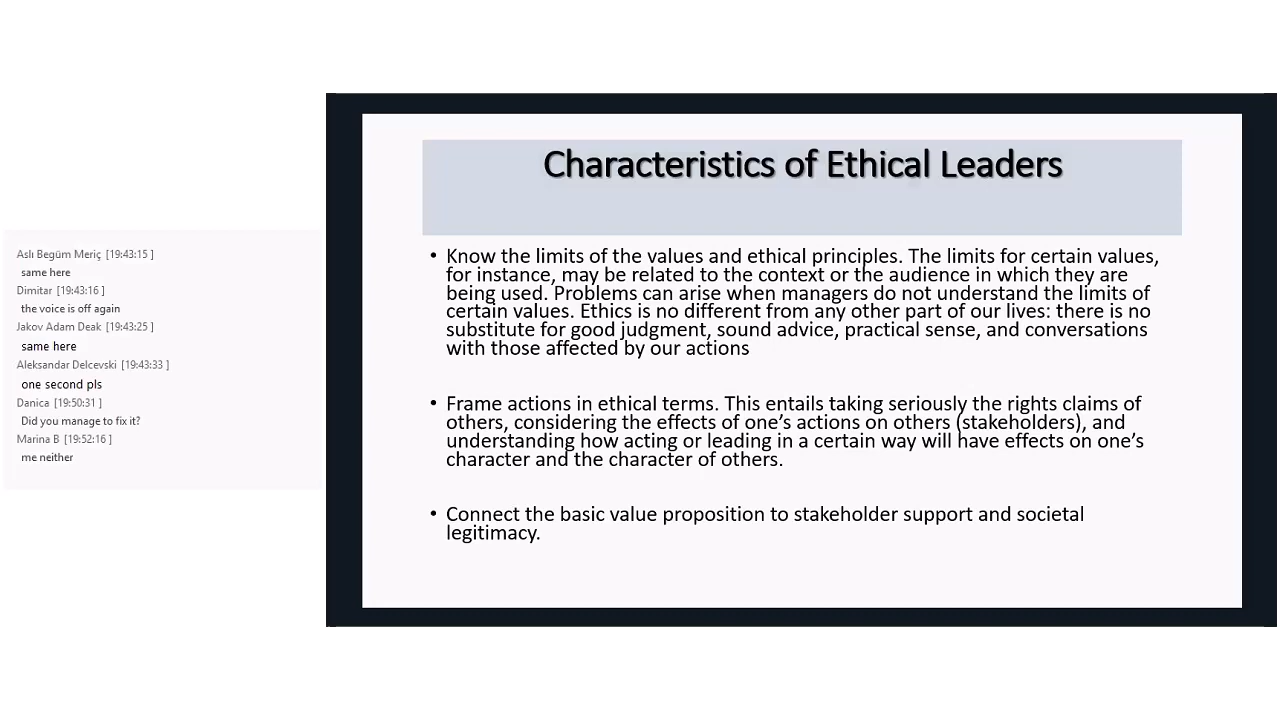 Aslı Begüm Meriç [19:43:15 ]
same here
Dimitar [19:43:16 ]
the voice is off again
Jakov Adam Deak [19:43:25 ]
same here
Aleksandar Delcevski [19:43:33 ]
one second pls
Danica [19:50:31 ]
Did you manage to fix it?
Marina B [19:52:16 ]
me neither
Characteristics of Ethical Leaders
• Know the limits of the values and ethical principles. The limits for certain values,
for instance, may be related to the context or the audience in which they are
being used. Problems can arise when managers do not understand the limits of
certain values. Ethics is no different from any other part of our lives: there is no
substitute for good judgment, sound advice, practical sense, and conversations
with those affected by our actions
• Frame actions in ethical terms. This entails taking seriously the rights claims of
others, considering the effects of one’s actions on others (stakeholders), and
understanding how acting or leading in a certain way will have effects on one’s
character and the character of others.
• Connect the basic value proposition to stakeholder support and societal
legitimacy.